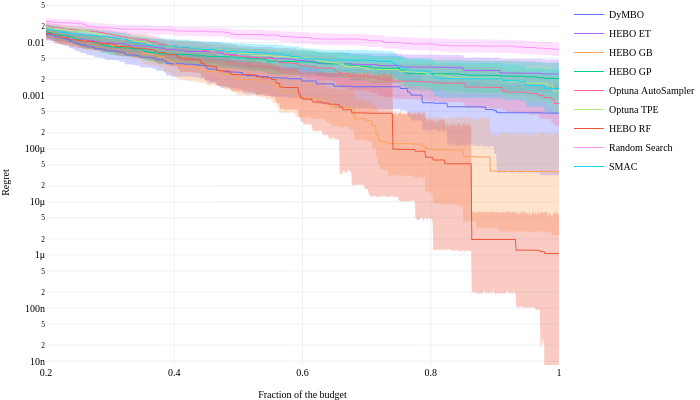 5
2
0.01
5
2
0.001
5
2
100μ
5
2
10μ
5
2
1μ
5
2
100n
5
2
10n
Regret
0.2
0.4
0.6
0.8
1
Fraction of the budget
DyMBO
HEBO ET
HEBO GB
HEBO GP
Optuna AutoSampler
Optuna TPE
HEBO RF
Random Search
SMAC